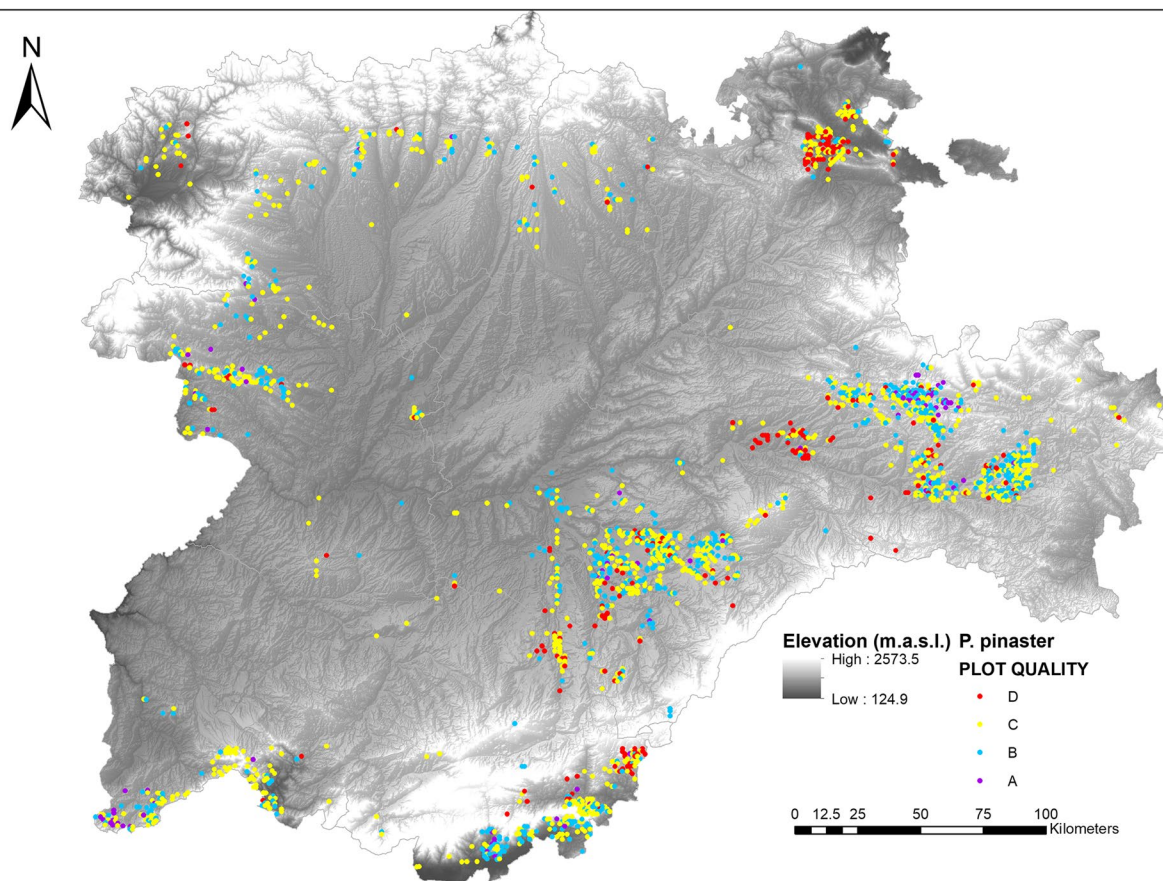 N
Elevation (m.a.s.l.) P. pinaster
High : 2573.5
PLOT QUALITY
Low : 124.9
D
C
B
A
0 12.5 25 50 75 100
Kilometers